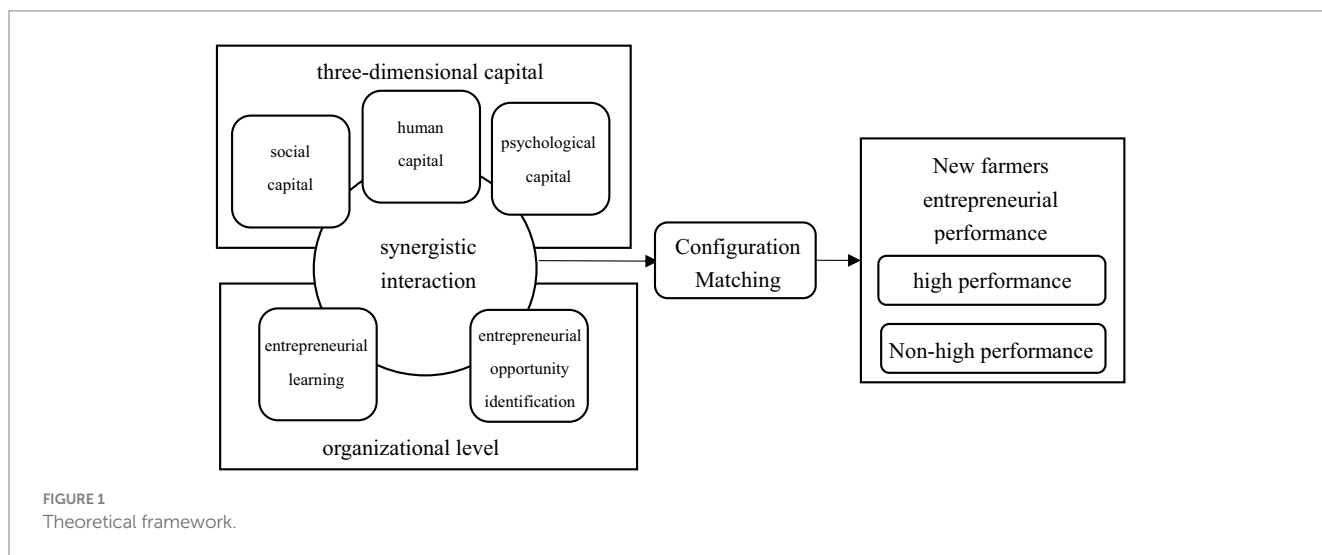 three-dimensional capital
social
capital
human
capital
psychological
capital
synergistic
interaction
entrepreneurial
learning
entrepreneurial
opportunity
identification
organizational level
Configuration
Matching
New farmers
entrepreneurial
performance
high performance
Non-high performance
FIGURE 1
Theoretical framework.